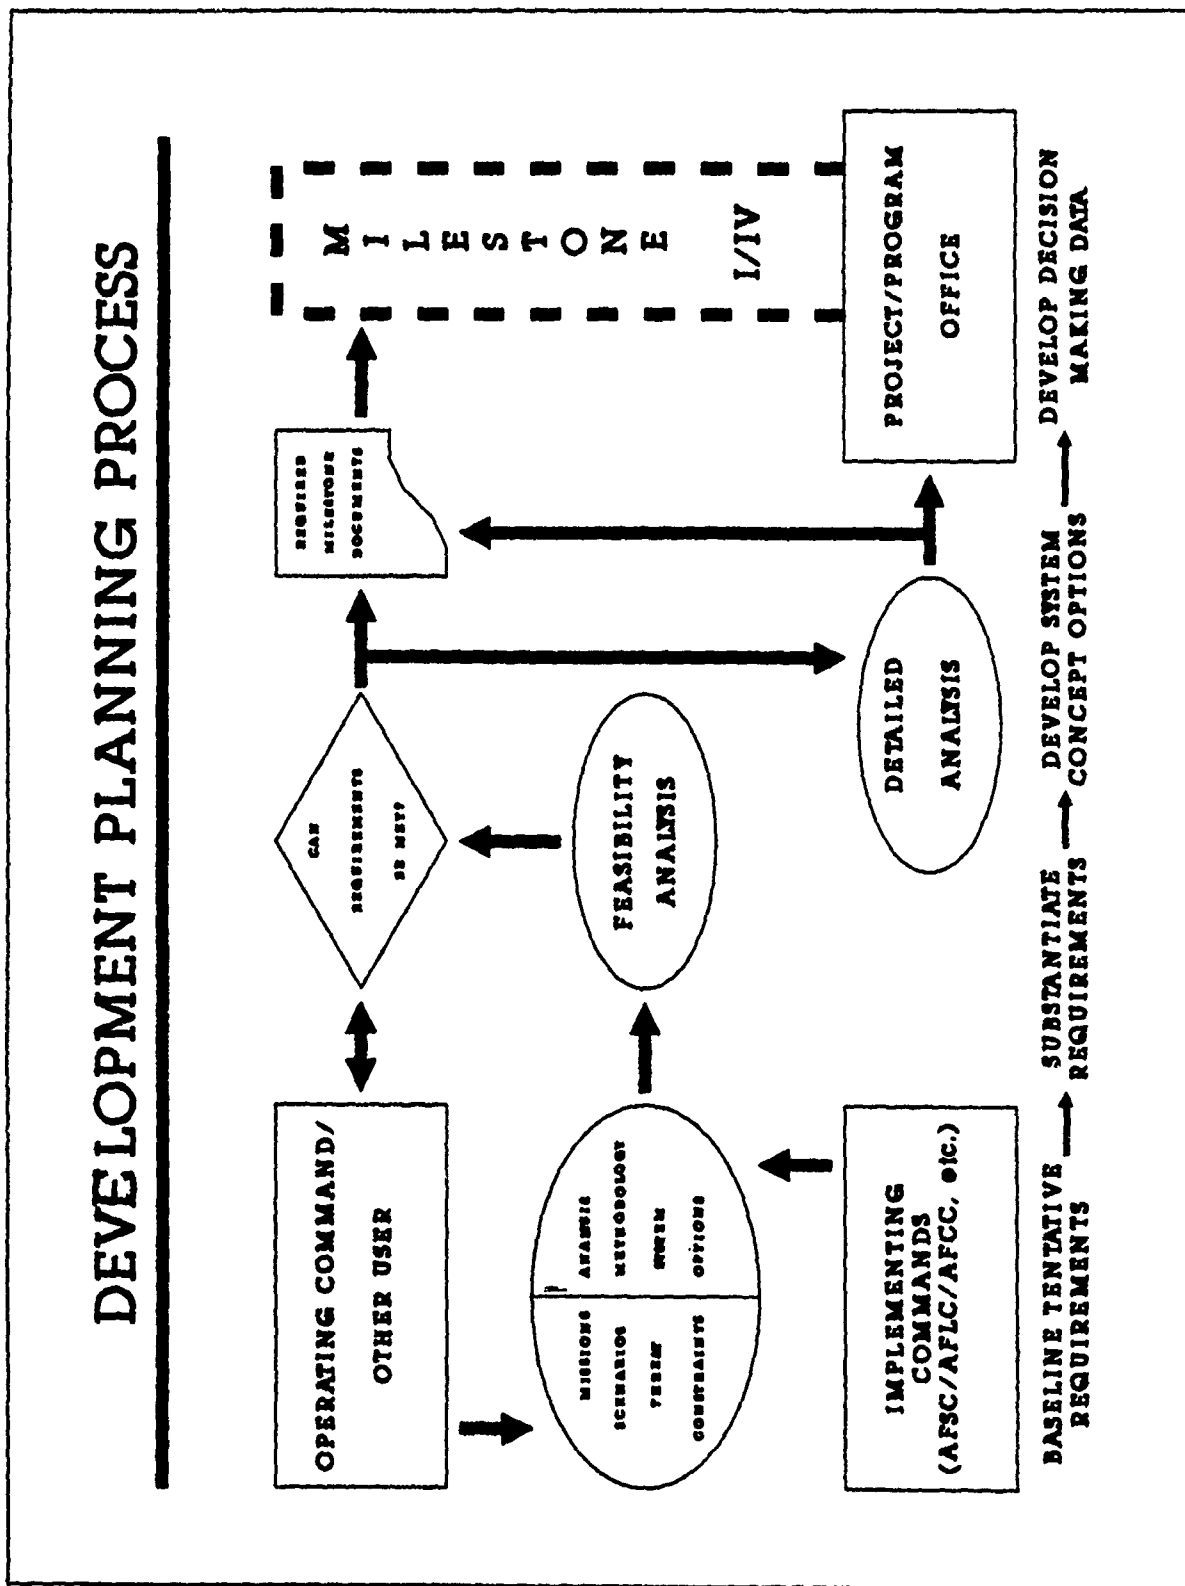 DEVELOPMENT PLANNING PROCESS
OPERATING COMMAND/
OTHER USER
CAN
REQUIREMENTS
BE MET?
REQUIRED
MILESTONE
DOCUMENTS
MILESTONE
I/IV
MISSIONS
SCENARIOS
THREAT
CONSTRAINTS
ANALYSIS
METHODOLOGY
SYSTEM
OPTIONS
FEASIBILITY
ANALYSIS
IMPLEMENTING
COMMANDS
(AFSC/AFLC/AFCC, etc.)
DETAILED
ANALYSIS
PROJECT/PROGRAM
OFFICE
BASELINE TENTATIVE
REQUIREMENTS
SUBSTANTIATE
REQUIREMENTS
DEVELOP SYSTEM
CONCEPT OPTIONS
DEVELOP DECISION
MAKING DATA